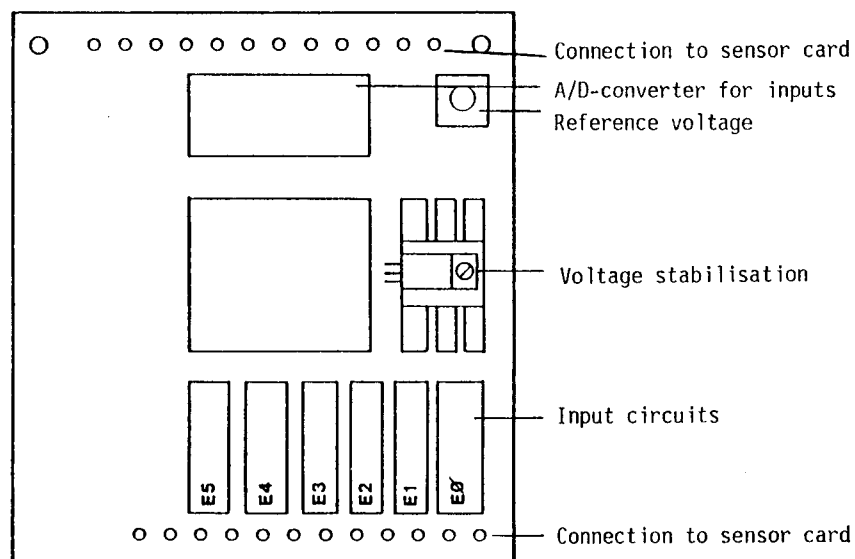 Connection to sensor card
A/D-converter for inputs
Reference voltage
Voltage stabilisation
Input circuits
E5 E4 E3 E2 E1 E0
Connection to sensor card